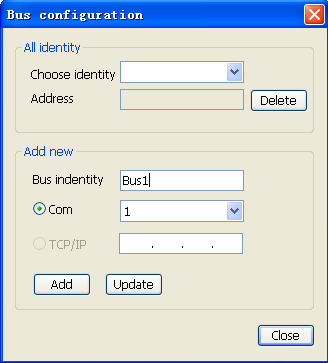 Bus configuration
All identity
Choose identity
Address
Delete
Add new
Bus indentity Bus1
Com 1
TCP/IP . . .
Add Update
Close